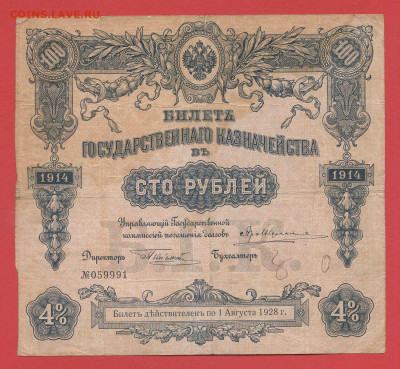 COINS.LAVE.RU
100 100
БИЛЕТЪ
ГОСУДАРСТВЕННАГО КАЗНАЧЕЙСТВА
ВЪ
1914 1914
СТО РУБЛЕЙ
Управляющій Государственной
коммиссіей погашенія долговъ
Директоръ Бухгалтеръ
№059991
4% 4%
Билетъ дѣйствителенъ по 1 Августа 1928 г.